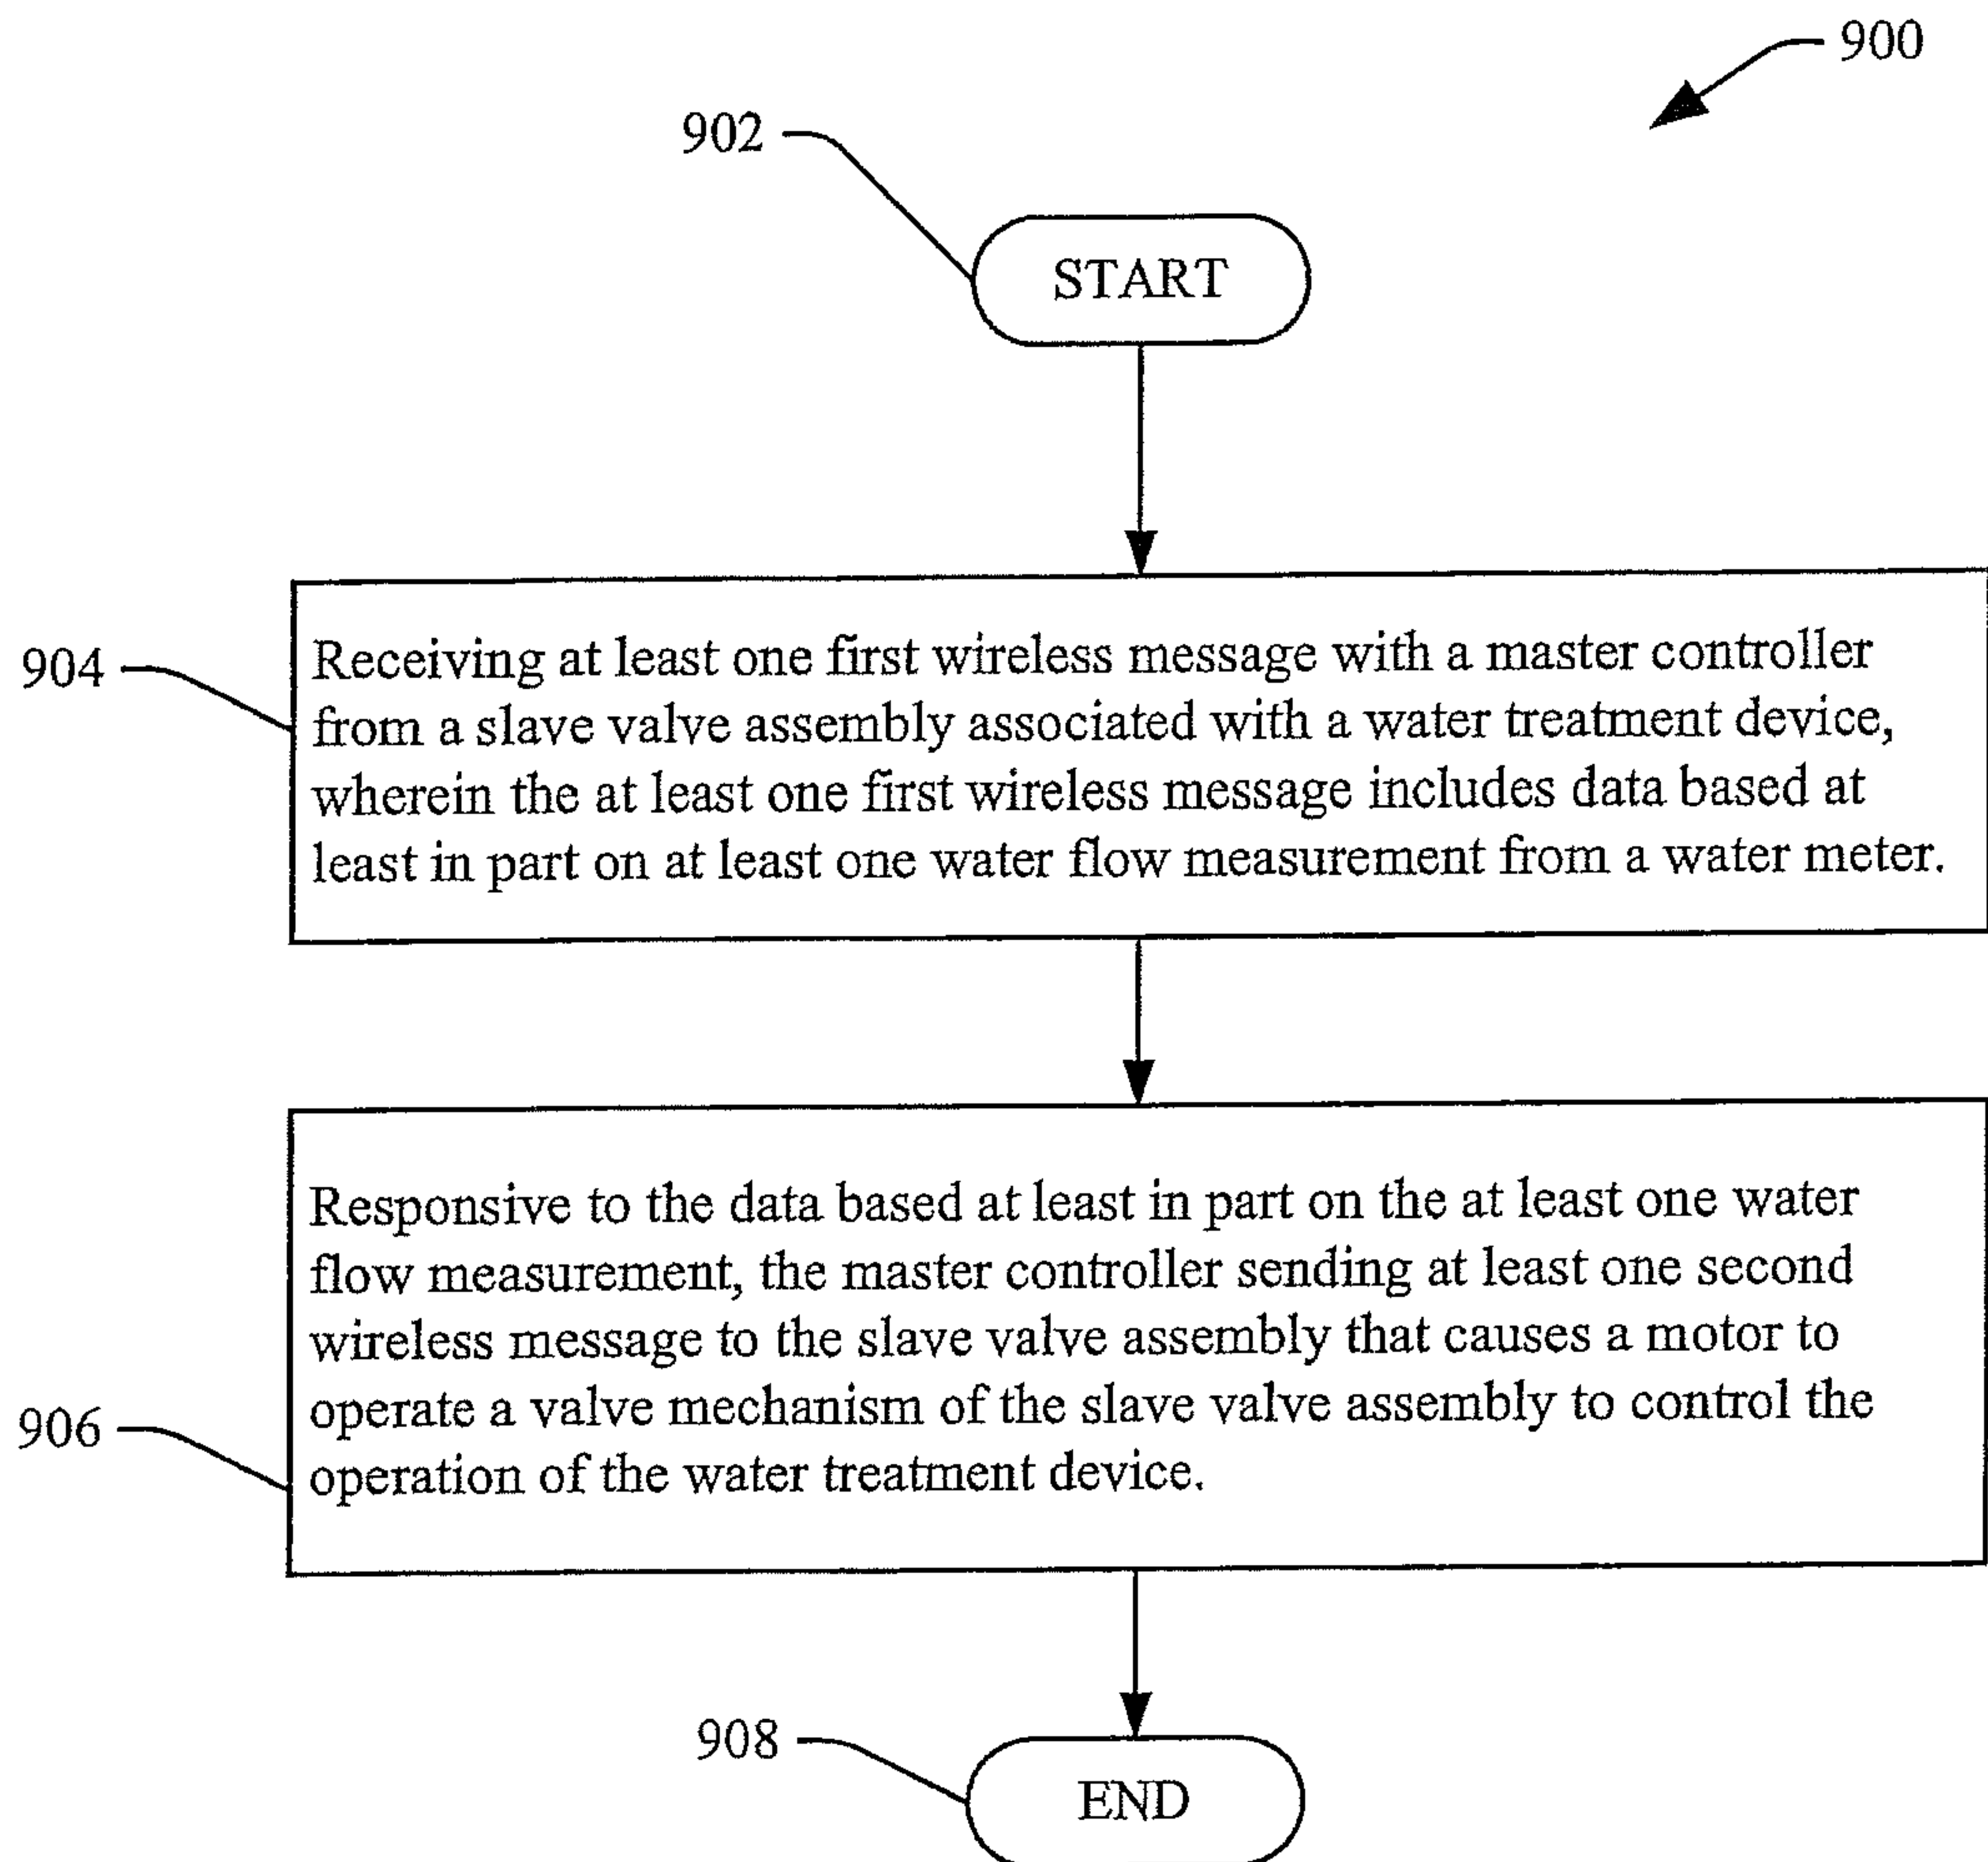 900
902
START
904
Receiving at least one first wireless message with a master controller
from a slave valve assembly associated with a water treatment device,
wherein the at least one first wireless message includes data based at
least in part on at least one water flow measurement from a water meter.
906
Responsive to the data based at least in part on the at least one water
flow measurement, the master controller sending at least one second
wireless message to the slave valve assembly that causes a motor to
operate a valve mechanism of the slave valve assembly to control the
operation of the water treatment device.
908
END